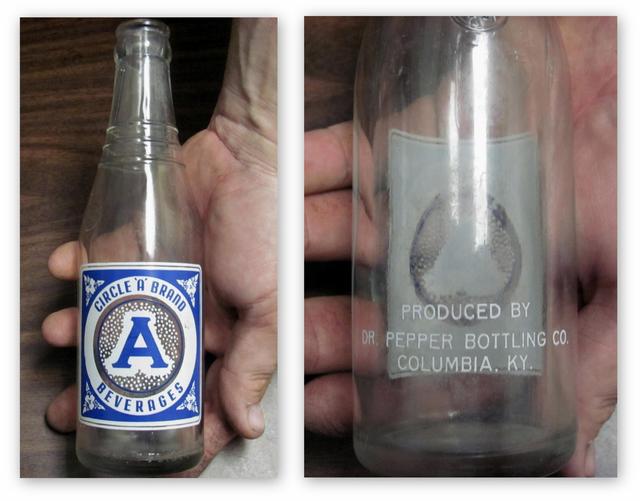 CIRCLE "A" BRAND
A
BEVERAGES
PRODUCED BY
DR. PEPPER BOTTLING CO.
COLUMBIA, KY.